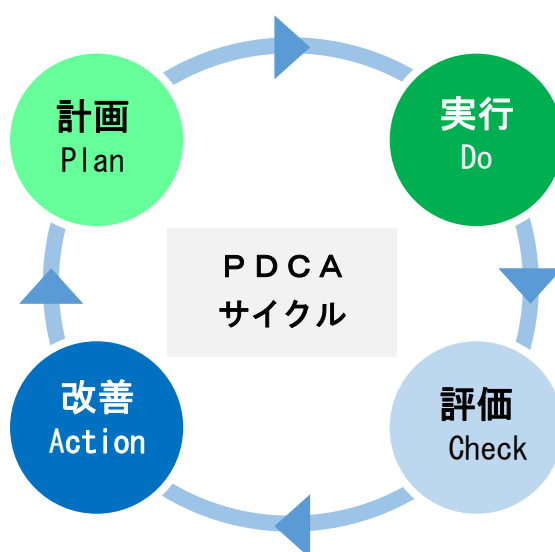 計画
Plan
実行
Do
ＰＤＣＡ
サイクル
改善
Action
評価
Check